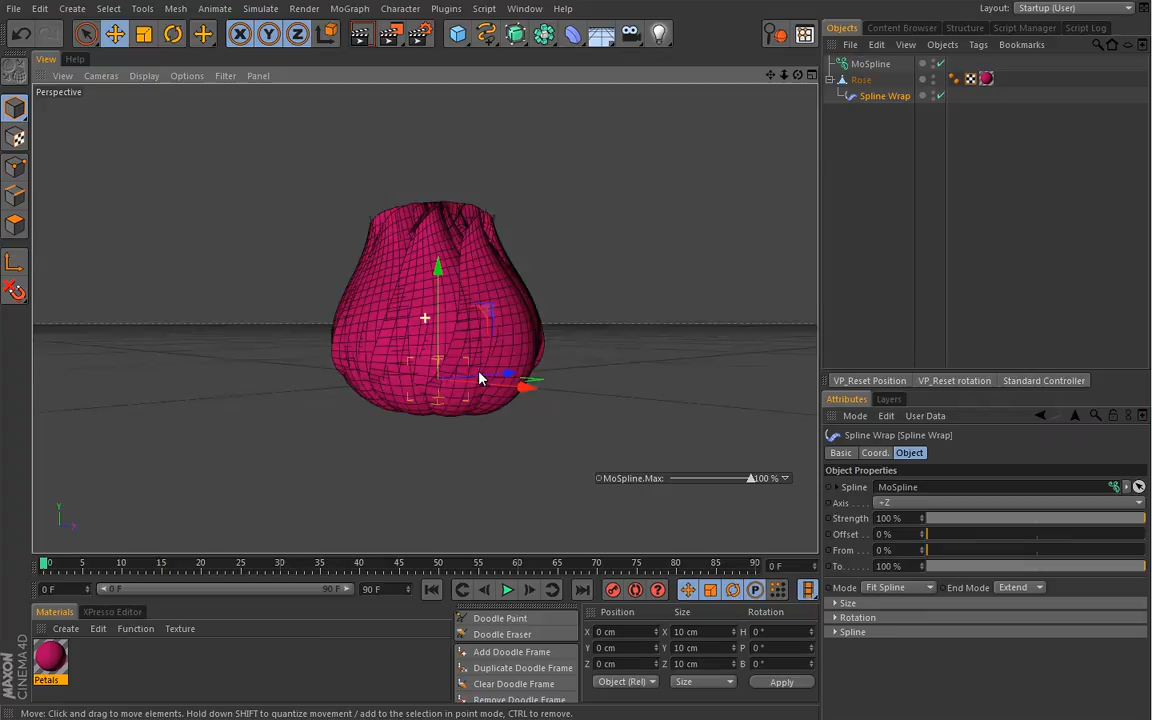 File Edit Create Select Tools Mesh Animate Simulate Render MoGraph Character Plugins Script Window Help Layout: Startup (User)
X Y Z
View Help
View Cameras Display Options Filter Panel
Perspective
MoSpline.Max: 100 %
Y
X
0 5 10 15 20 25 30 35 40 45 50 55 60 65 70 75 80 85 90 0 F
0 F 0 F 90 F 90 F
P
Materials XPresso Editor
Create Edit Function Texture
Petals
MAXON CINEMA 4D
Doodle Paint
Doodle Eraser
Add Doodle Frame
Duplicate Doodle Frame
Clear Doodle Frame
Remove Doodle Frame
Position Size Rotation
X 0 cm X 10 cm H 0 °
Y 0 cm Y 10 cm P 0 °
Z 0 cm Z 10 cm B 0 °
Object (Rel) Size Apply
Objects Content Browser Structure Script Manager Script Log
File Edit View Objects Tags Bookmarks
MoSpline
Rose
Spline Wrap
VP_Reset Position VP_Reset rotation Standard Controller
Attributes Layers
Mode Edit User Data
Spline Wrap [Spline Wrap]
Basic Coord. Object
Object Properties
Spline MoSpline
Axis +Z
Strength 100 %
Offset 0 %
From 0 %
To 100 %
Mode Fit Spline End Mode Extend
Size
Rotation
Spline
Move: Click and drag to move elements. Hold down SHIFT to quantize movement / add to the selection in point mode, CTRL to remove.